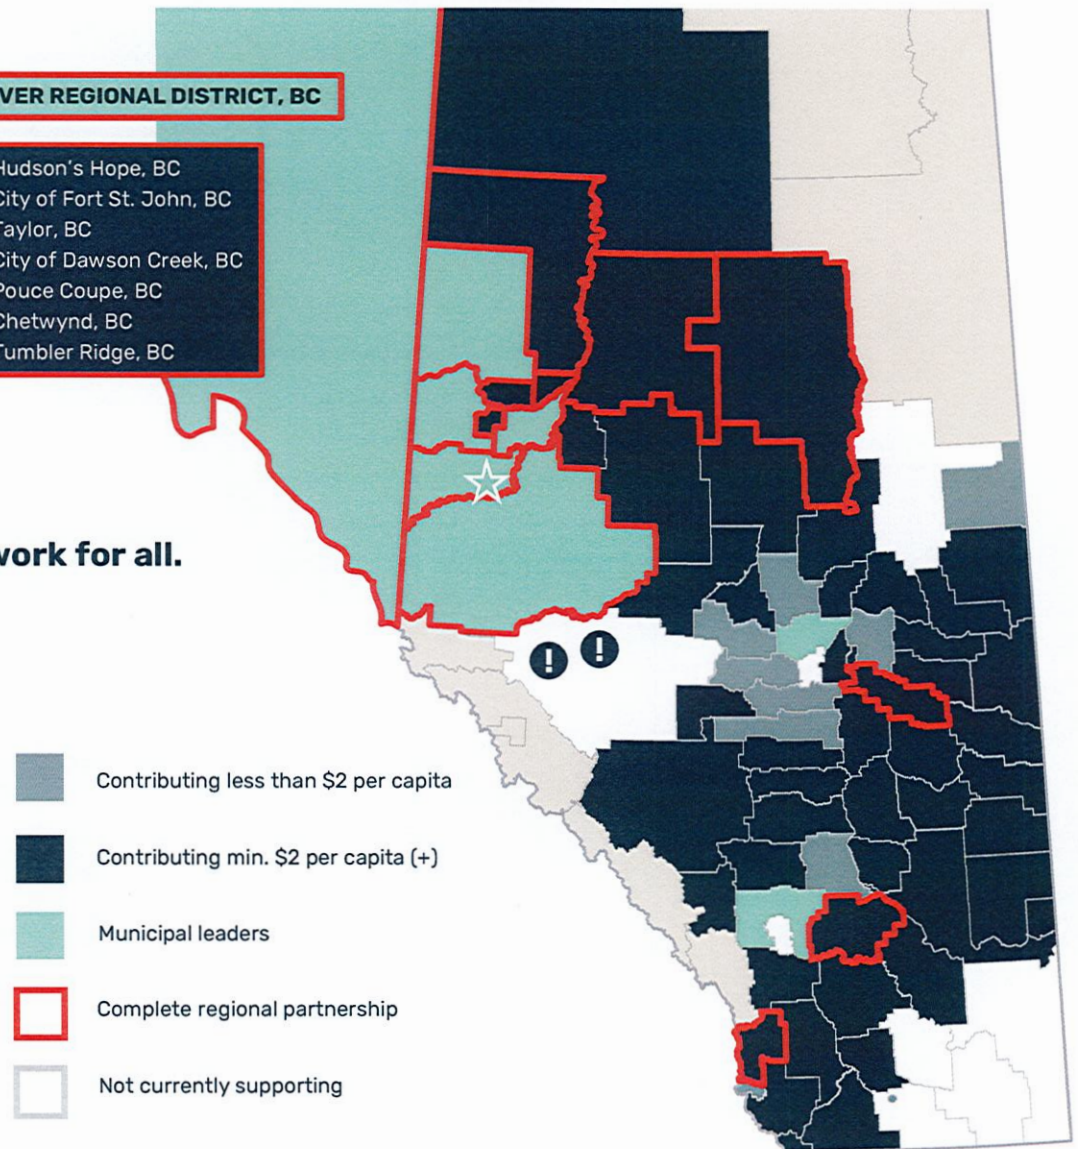 VER REGIONAL DISTRICT, BC
Hudson's Hope, BC
City of Fort St. John, BC
Taylor, BC
City of Dawson Creek, BC
Pouce Coupe, BC
Chetwynd, BC
Tumbler Ridge, BC
work for all.
! !
Contributing less than $2 per capita
Contributing min. $2 per capita (+)
Municipal leaders
Complete regional partnership
Not currently supporting